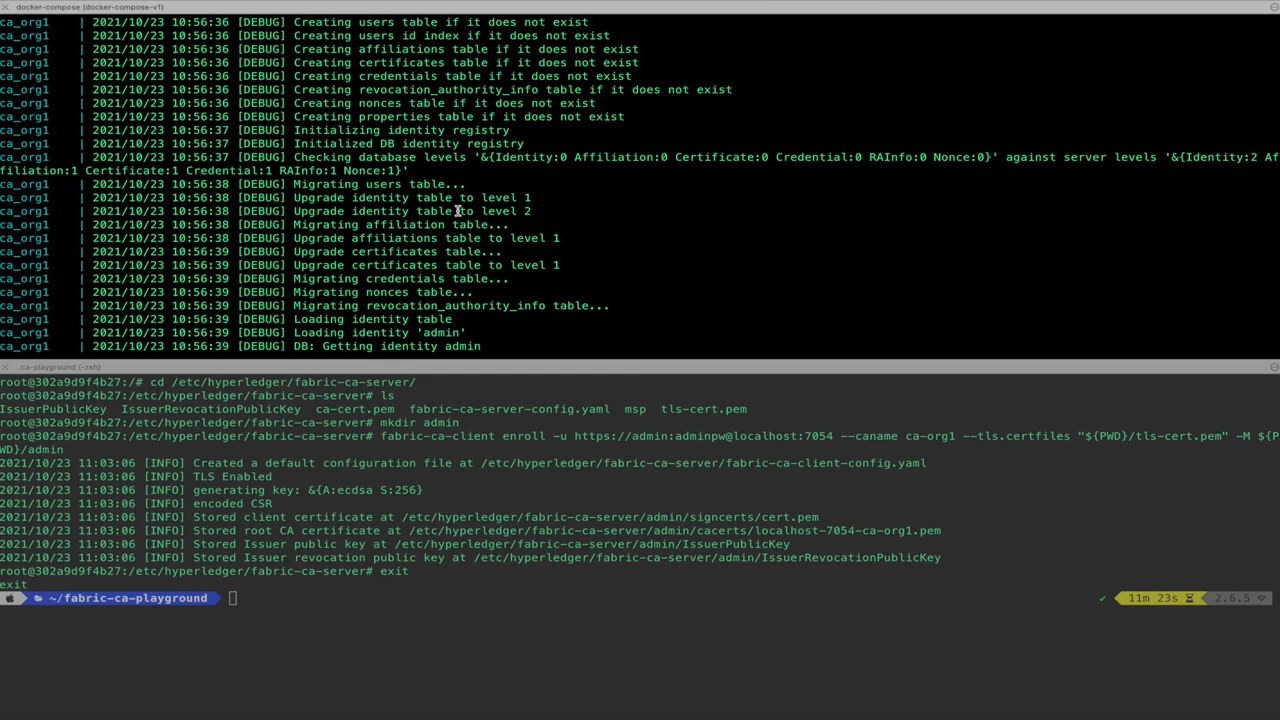 docker-compose (docker-compose-v1)
ca_org1    | 2021/10/23 10:56:36 [DEBUG] Creating users table if it does not exist
ca_org1    | 2021/10/23 10:56:36 [DEBUG] Creating users id index if it does not exist
ca_org1    | 2021/10/23 10:56:36 [DEBUG] Creating affiliations table if it does not exist
ca_org1    | 2021/10/23 10:56:36 [DEBUG] Creating certificates table if it does not exist
ca_org1    | 2021/10/23 10:56:36 [DEBUG] Creating credentials table if it does not exist
ca_org1    | 2021/10/23 10:56:36 [DEBUG] Creating revocation_authority_info table if it does not exist
ca_org1    | 2021/10/23 10:56:36 [DEBUG] Creating nonces table if it does not exist
ca_org1    | 2021/10/23 10:56:36 [DEBUG] Creating properties table if it does not exist
ca_org1    | 2021/10/23 10:56:37 [DEBUG] Initializing identity registry
ca_org1    | 2021/10/23 10:56:37 [DEBUG] Initialized DB identity registry
ca_org1    | 2021/10/23 10:56:37 [DEBUG] Checking database levels '&{Identity:0 Affiliation:0 Certificate:0 Credential:0 RAInfo:0 Nonce:0}' against server levels '&{Identity:2 Af
filiation:1 Certificate:1 Credential:1 RAInfo:1 Nonce:1}'
ca_org1    | 2021/10/23 10:56:38 [DEBUG] Migrating users table...
ca_org1    | 2021/10/23 10:56:38 [DEBUG] Upgrade identity table to level 1
ca_org1    | 2021/10/23 10:56:38 [DEBUG] Upgrade identity table to level 2
ca_org1    | 2021/10/23 10:56:38 [DEBUG] Migrating affiliation table...
ca_org1    | 2021/10/23 10:56:38 [DEBUG] Upgrade affiliations table to level 1
ca_org1    | 2021/10/23 10:56:39 [DEBUG] Upgrade certificates table...
ca_org1    | 2021/10/23 10:56:39 [DEBUG] Upgrade certificates table to level 1
ca_org1    | 2021/10/23 10:56:39 [DEBUG] Migrating credentials table...
ca_org1    | 2021/10/23 10:56:39 [DEBUG] Migrating nonces table...
ca_org1    | 2021/10/23 10:56:39 [DEBUG] Migrating revocation_authority_info table...
ca_org1    | 2021/10/23 10:56:39 [DEBUG] Loading identity table
ca_org1    | 2021/10/23 10:56:39 [DEBUG] Loading identity 'admin'
ca_org1    | 2021/10/23 10:56:39 [DEBUG] DB: Getting identity admin
..ca-playground (-zsh)
root@302a9d9f4b27:/# cd /etc/hyperledger/fabric-ca-server/
root@302a9d9f4b27:/etc/hyperledger/fabric-ca-server# ls
IssuerPublicKey  IssuerRevocationPublicKey  ca-cert.pem  fabric-ca-server-config.yaml  msp  tls-cert.pem
root@302a9d9f4b27:/etc/hyperledger/fabric-ca-server# mkdir admin
root@302a9d9f4b27:/etc/hyperledger/fabric-ca-server# fabric-ca-client enroll -u https://admin:adminpw@localhost:7054 --caname ca-org1 --tls.certfiles "${PWD}/tls-cert.pem" -M ${P
WD}/admin
2021/10/23 11:03:06 [INFO] Created a default configuration file at /etc/hyperledger/fabric-ca-server/fabric-ca-client-config.yaml
2021/10/23 11:03:06 [INFO] TLS Enabled
2021/10/23 11:03:06 [INFO] generating key: &{A:ecdsa S:256}
2021/10/23 11:03:06 [INFO] encoded CSR
2021/10/23 11:03:06 [INFO] Stored client certificate at /etc/hyperledger/fabric-ca-server/admin/signcerts/cert.pem
2021/10/23 11:03:06 [INFO] Stored root CA certificate at /etc/hyperledger/fabric-ca-server/admin/cacerts/localhost-7054-ca-org1.pem
2021/10/23 11:03:06 [INFO] Stored Issuer public key at /etc/hyperledger/fabric-ca-server/admin/IssuerPublicKey
2021/10/23 11:03:06 [INFO] Stored Issuer revocation public key at /etc/hyperledger/fabric-ca-server/admin/IssuerRevocationPublicKey
root@302a9d9f4b27:/etc/hyperledger/fabric-ca-server# exit
exit
~/fabric-ca-playground ✔ 11m 23s 2.6.5